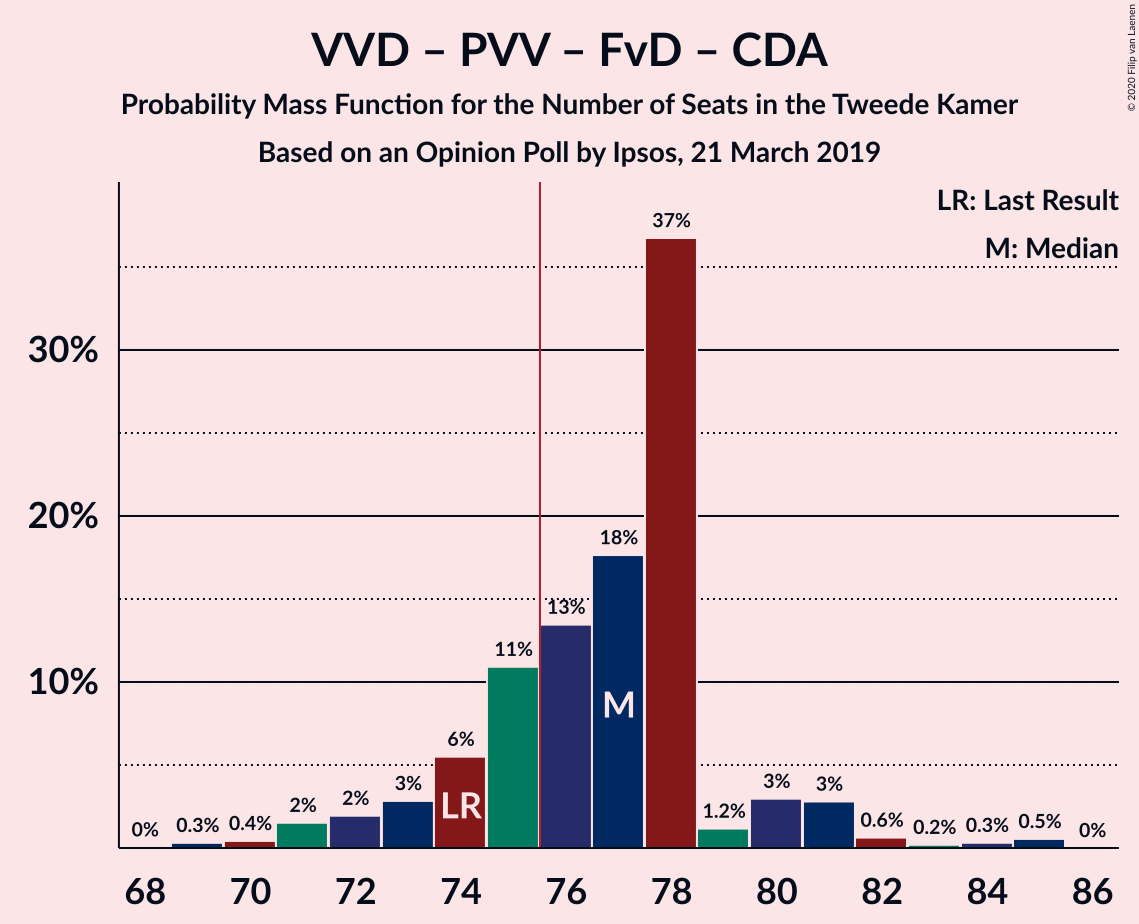 VVD – PVV – FvD – CDA
Probability Mass Function for the Number of Seats in the Tweede Kamer
Based on an Opinion Poll by Ipsos, 21 March 2019
© 2020 Filip van Laenen
LR: Last Result
M: Median
30%
20%
10%
0%
0.3%
0.4%
2%
2%
3%
6%
11%
13%
18%
37%
1.2%
3%
3%
0.6%
0.2%
0.3%
0.5%
0%
LR
M
68 70 72 74 76 78 80 82 84 86